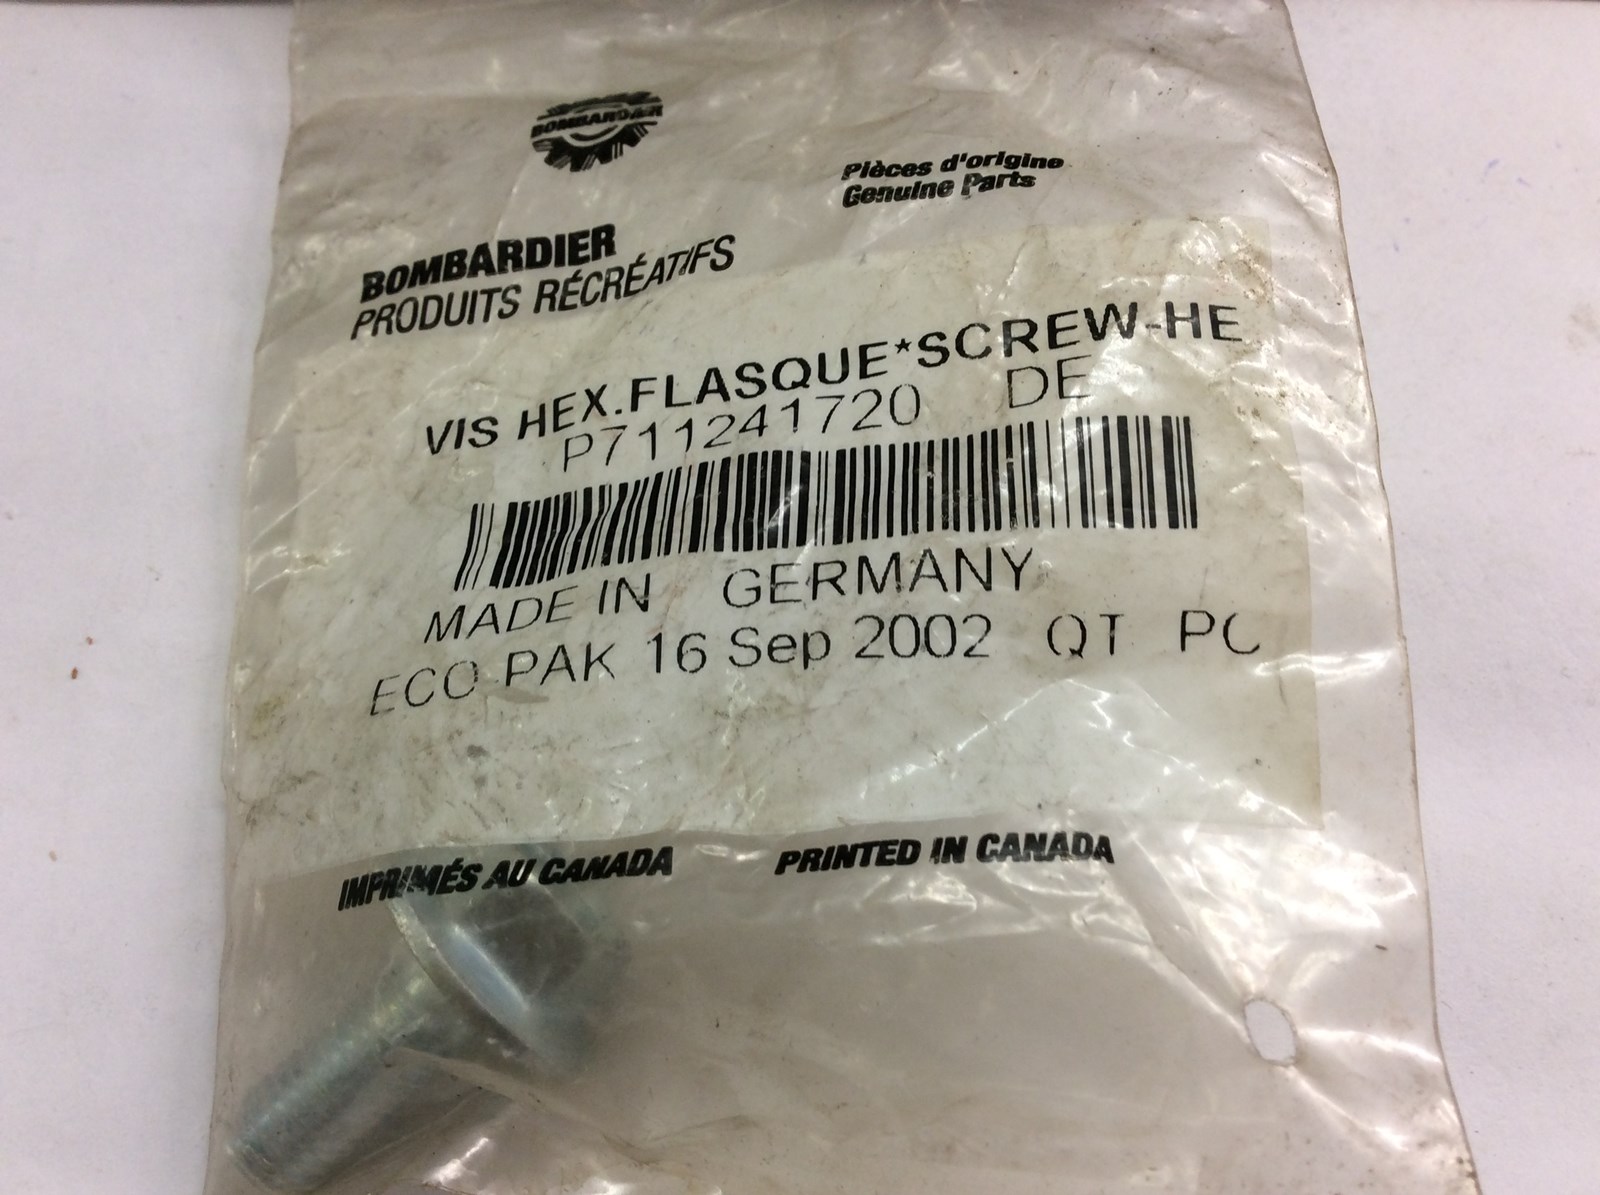 BOMBARDIER
Pièces d'origine
Genuine Parts
BOMBARDIER
PRODUITS RÉCRÉATIFS
VIS HEX.FLASQUE*SCREW-HE
P711241720 DE
MADE IN GERMANY
ECO PAK 16 Sep 2002 QT PC
IMPRIMÉS AU CANADA PRINTED IN CANADA